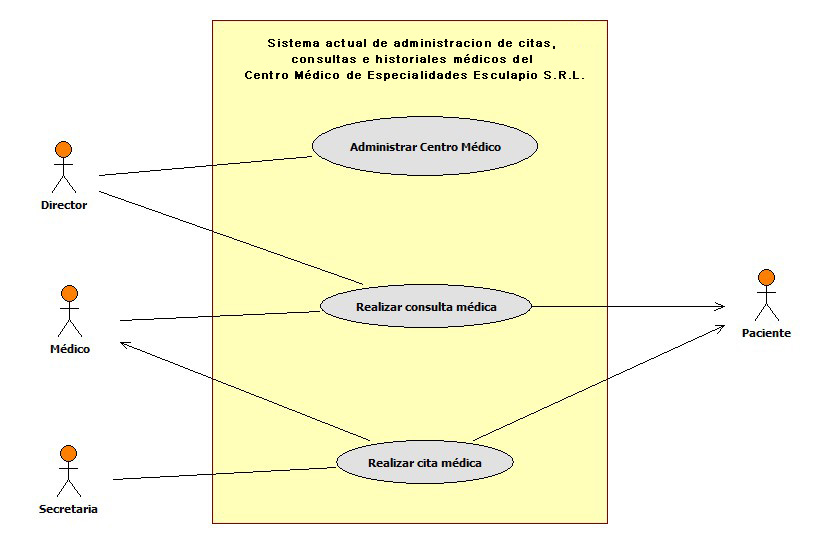 Sistema actual de administracion de citas,
consultas e historiales médicos del
Centro Médico de Especialidades Esculapio S.R.L.
Administrar Centro Médico
Director
Realizar consulta médica
Médico
Paciente
Realizar cita médica
Secretaria